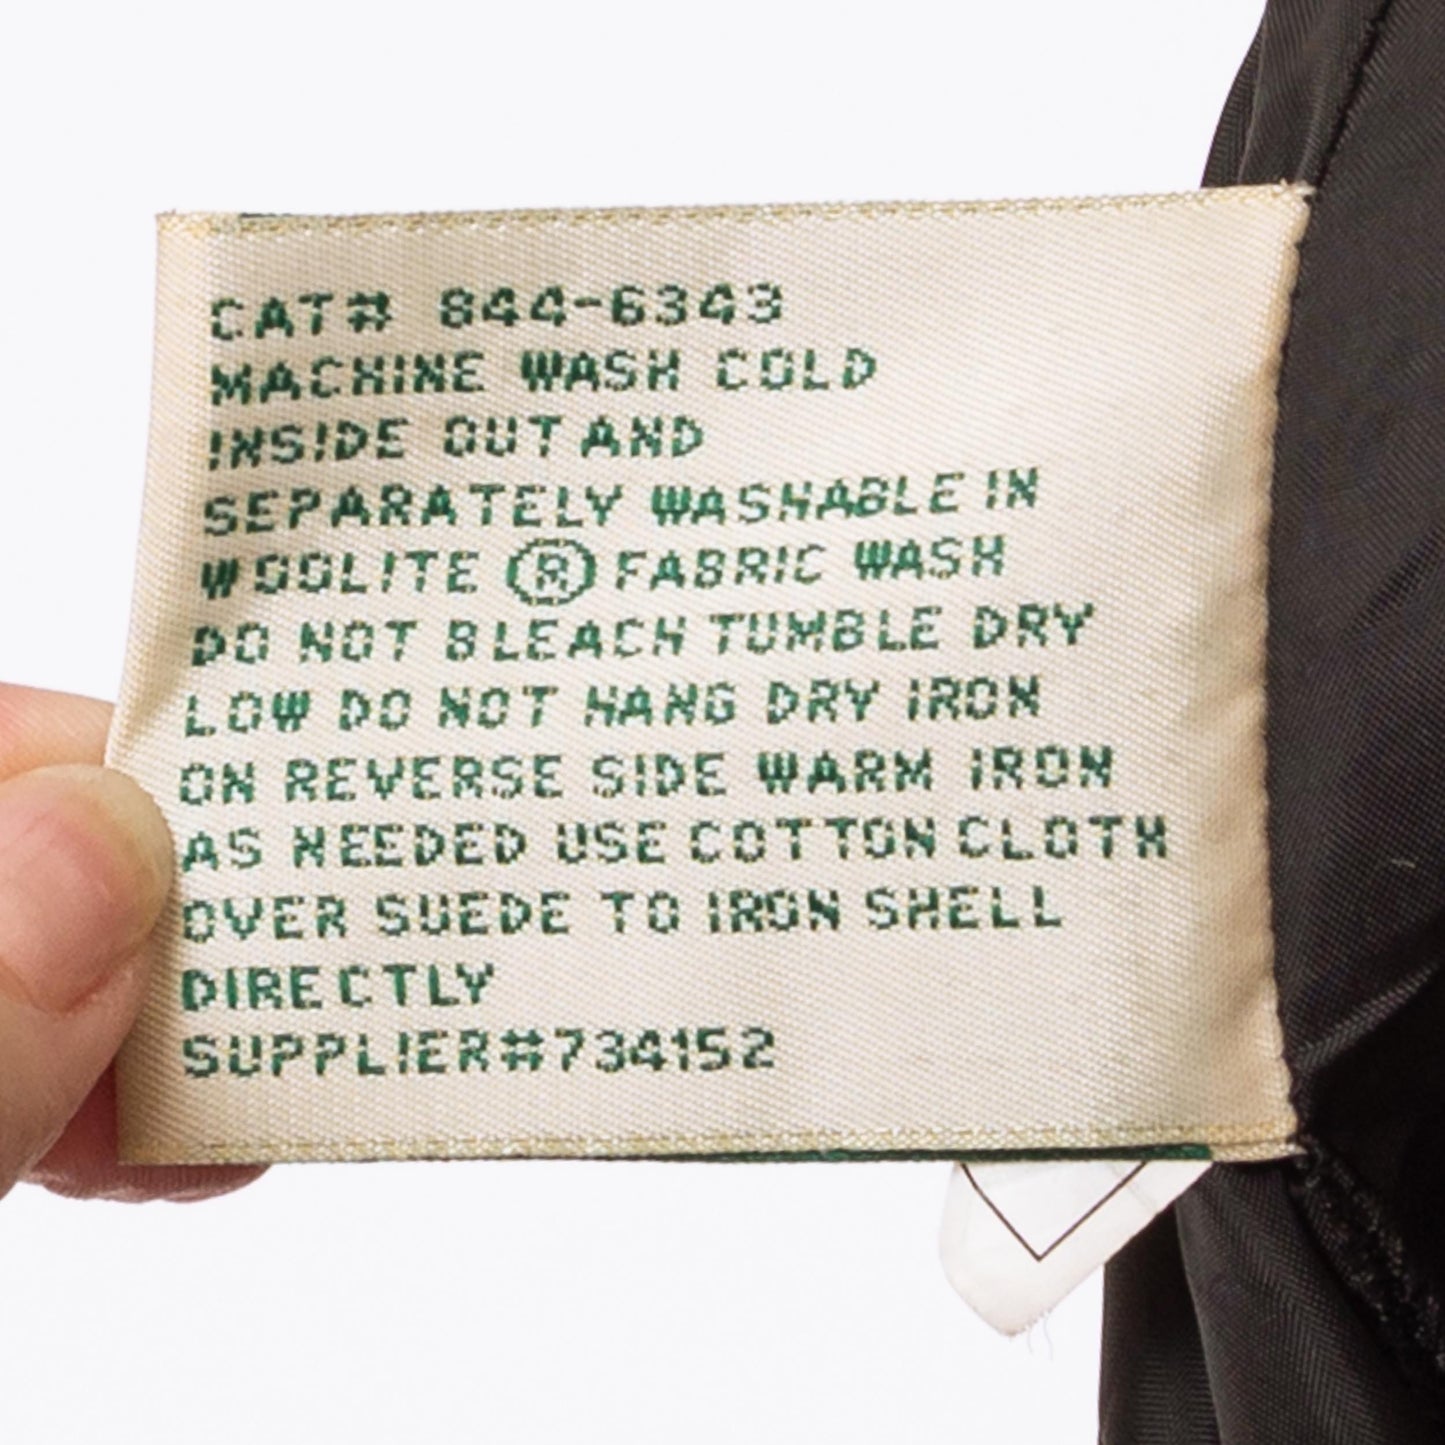 CAT# 844-6343
MACHINE WASH COLD
INSIDE OUT AND
SEPARATELY WASHABLE IN
WOOLITE ® FABRIC WASH
DO NOT BLEACH TUMBLE DRY
LOW DO NOT HANG DRY IRON
ON REVERSE SIDE WARM IRON
AS NEEDED USE COTTON CLOTH
OVER SUEDE TO IRON SHELL
DIRECTLY
SUPPLIER#734152